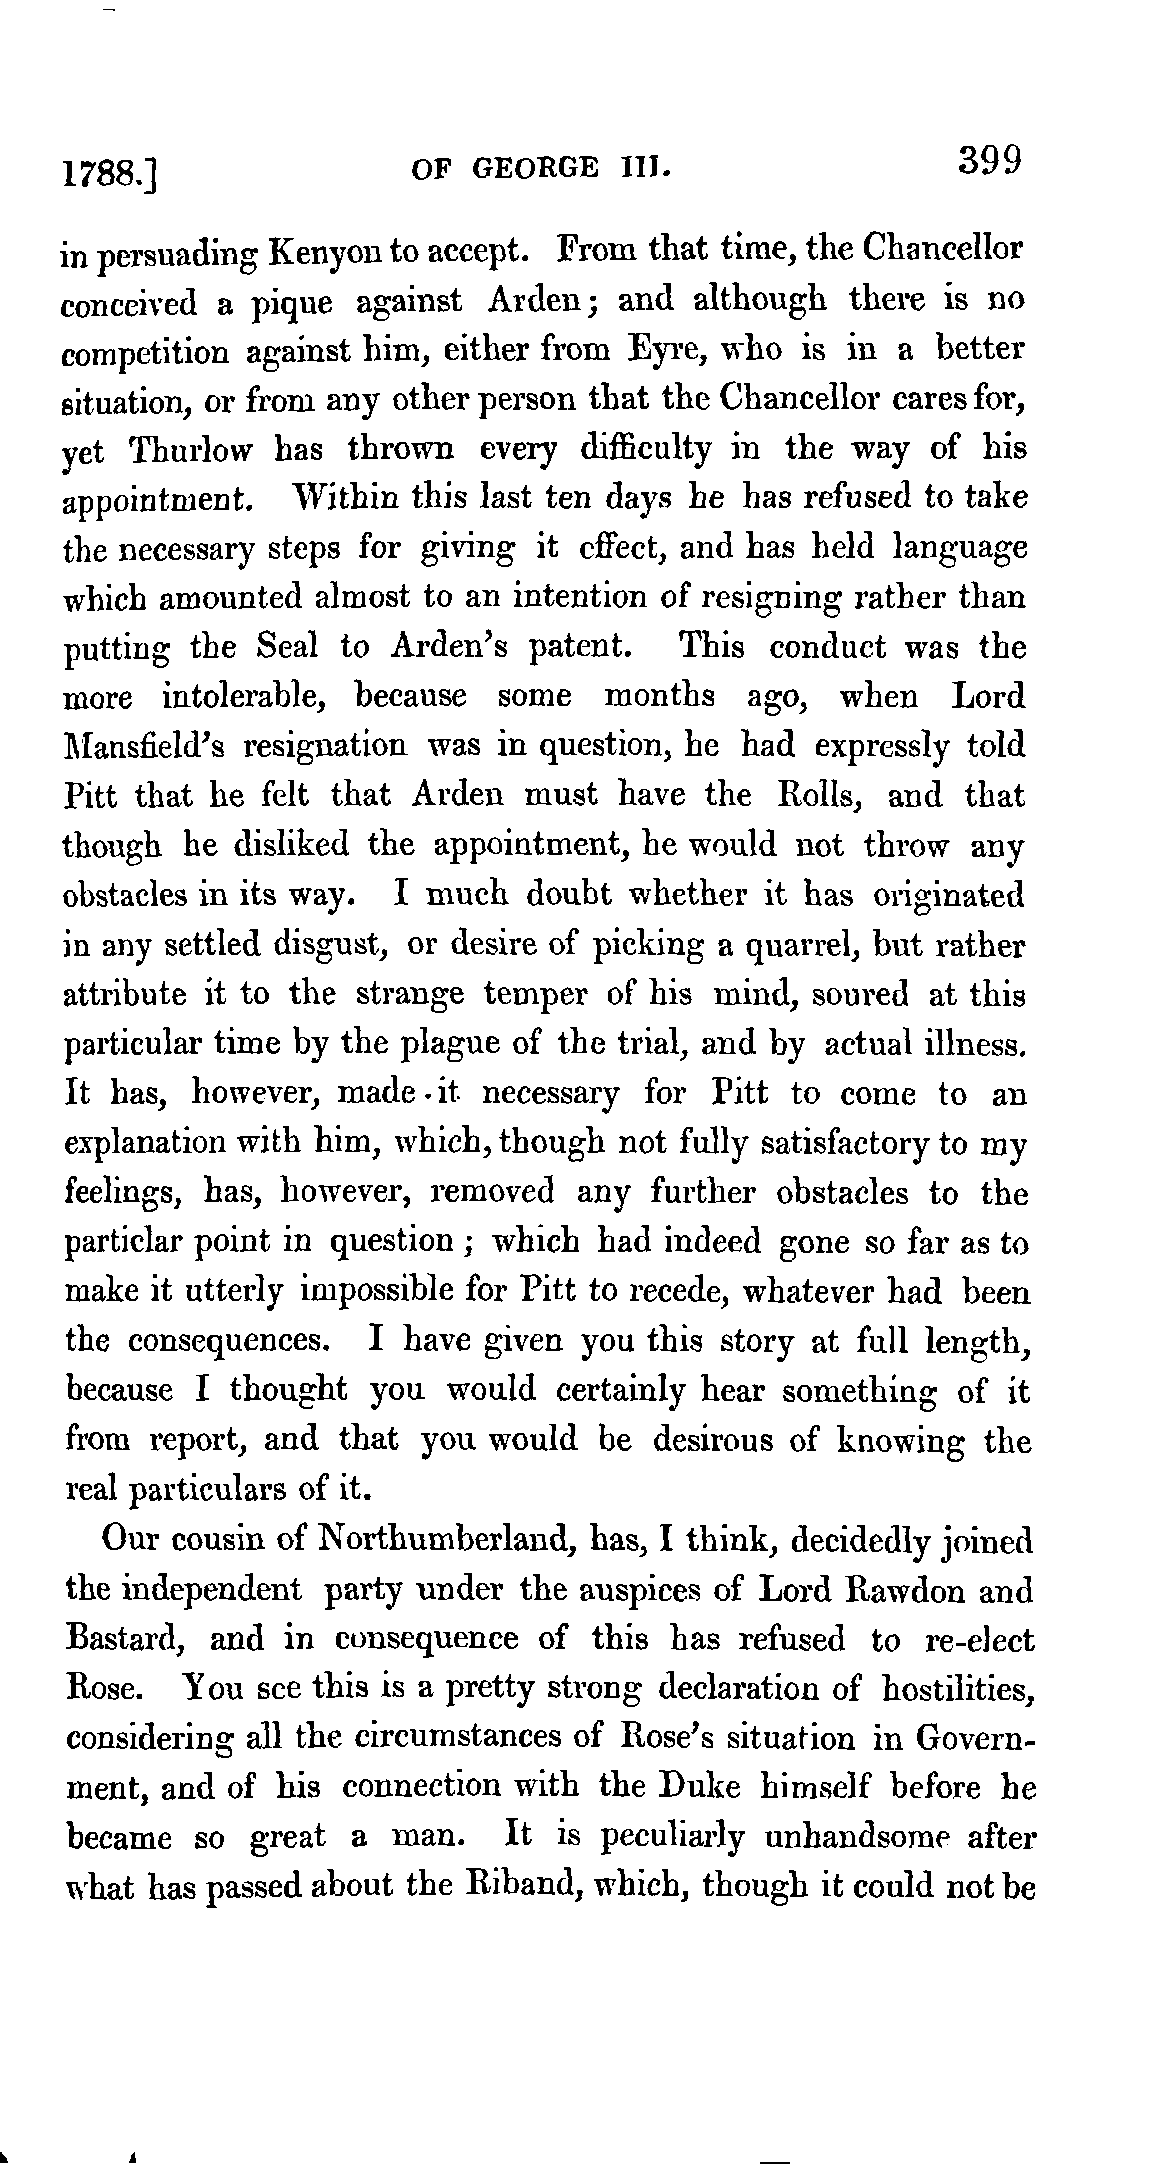 1788.] OF GEORGE III. 399
in persuading Kenyon to accept. From that time, the Chancellor
conceived a pique against Arden; and although there is no
competition against him, either from Eyre, who is in a better
situation, or from any other person that the Chancellor cares for,
yet Thurlow has thrown every difficulty in the way of his
appointment. Within this last ten days he has refused to take
the necessary steps for giving it effect, and has held language
which amounted almost to an intention of resigning rather than
putting the Seal to Arden's patent. This conduct was the
more intolerable, because some months ago, when Lord
Mansfield's resignation was in question, he had expressly told
Pitt that he felt that Arden must have the Rolls, and that
though he disliked the appointment, he would not throw any
obstacles in its way. I much doubt whether it has originated
in any settled disgust, or desire of picking a quarrel, but rather
attribute it to the strange temper of his mind, soured at this
particular time by the plague of the trial, and by actual illness.
It has, however, made it necessary for Pitt to come to an
explanation with him, which, though not fully satisfactory to my
feelings, has, however, removed any further obstacles to the
particlar point in question; which had indeed gone so far as to
make it utterly impossible for Pitt to recede, whatever had been
the consequences. I have given you this story at full length,
because I thought you would certainly hear something of it
from report, and that you would be desirous of knowing the
real particulars of it.
Our cousin of Northumberland, has, I think, decidedly joined
the independent party under the auspices of Lord Rawdon and
Bastard, and in consequence of this has refused to re-elect
Rose. You see this is a pretty strong declaration of hostilities,
considering all the circumstances of Rose's situation in Govern-
ment, and of his connection with the Duke himself before he
became so great a man. It is peculiarly unhandsome after
what has passed about the Riband, which, though it could not be